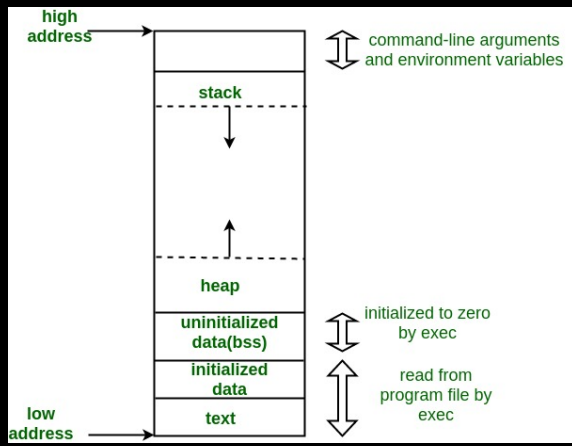 high
address
command-line arguments
and environment variables
stack
heap
uninitialized
data(bss)
initialized to zero
by exec
initialized
data
read from
program file by
exec
text
low
address